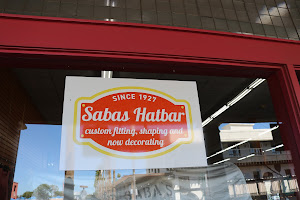 SINCE 1927
Sabas Hatbar
custom fitting, shaping and
now decorating